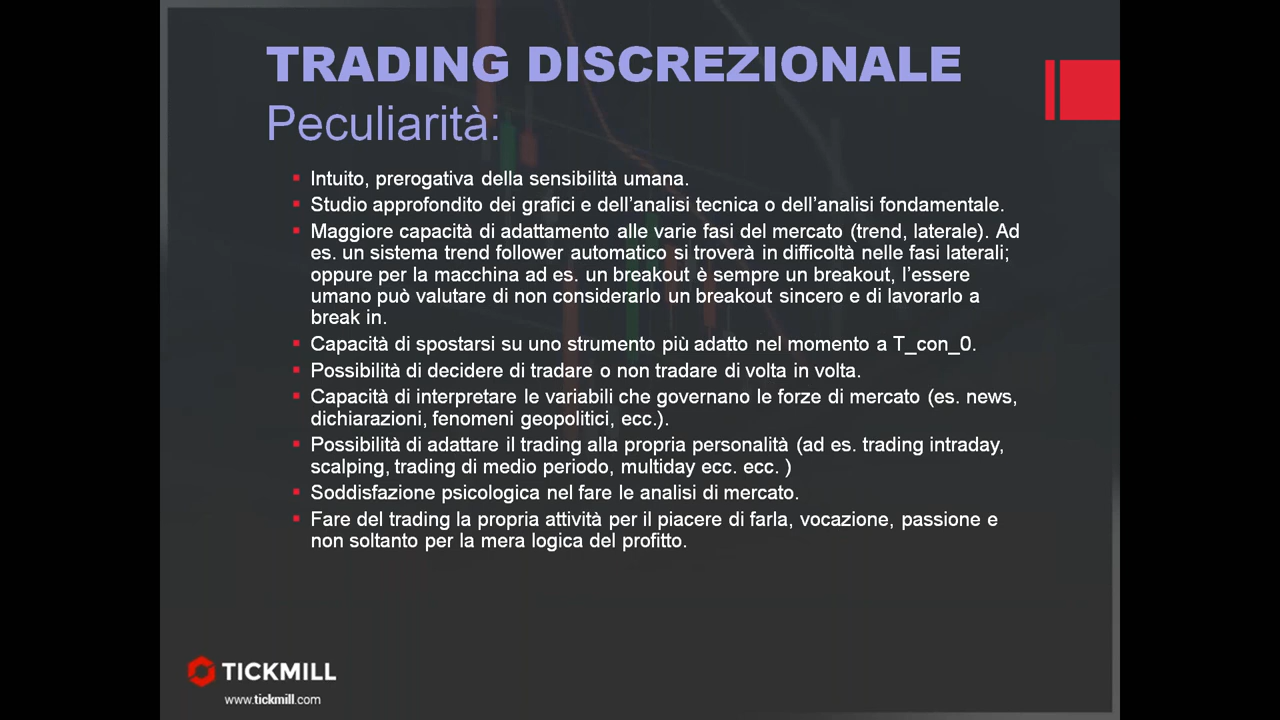 TRADING DISCREZIONALE
Peculiarità:
Intuito, prerogativa della sensibilità umana.
Studio approfondito dei grafici e dell'analisi tecnica o dell'analisi fondamentale.
Maggiore capacità di adattamento alle varie fasi del mercato (trend, laterale). Ad
es. un sistema trend follower automatico si troverà in difficoltà nelle fasi laterali;
oppure per la macchina ad es. un breakout è sempre un breakout, l'essere
umano può valutare di non considerarlo un breakout sincero e di lavorarlo a
break in.
Capacità di spostarsi su uno strumento più adatto nel momento a T_con_0.
Possibilità di decidere di tradare o non tradare di volta in volta.
Capacità di interpretare le variabili che governano le forze di mercato (es. news,
dichiarazioni, fenomeni geopolitici, ecc.).
Possibilità di adattare il trading alla propria personalità (ad es. trading intraday,
scalping, trading di medio periodo, multiday ecc. ecc. )
Soddisfazione psicologica nel fare le analisi di mercato.
Fare del trading la propria attività per il piacere di farla, vocazione, passione e
non soltanto per la mera logica del profitto.
TICKMILL
www.tickmill.com